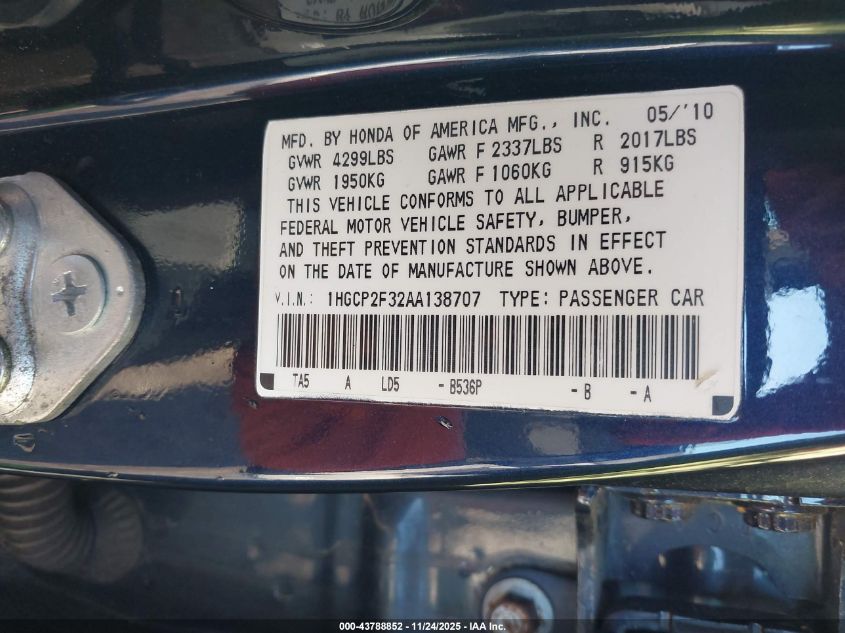 MFD. BY HONDA OF AMERICA MFG., INC. 05/'10
GVWR 4299LBS GAWR F 2337LBS R 2017LBS
GVWR 1950KG GAWR F 1060KG R 915KG
THIS VEHICLE CONFORMS TO ALL APPLICABLE
FEDERAL MOTOR VEHICLE SAFETY, BUMPER,
AND THEFT PREVENTION STANDARDS IN EFFECT
ON THE DATE OF MANUFACTURE SHOWN ABOVE.
V.I.N.: 1HGCP2F32AA138707 TYPE: PASSENGER CAR
TA5 A LD5 - B536P - B - A
000-43788852 - 11/24/2025 - IAA Inc.